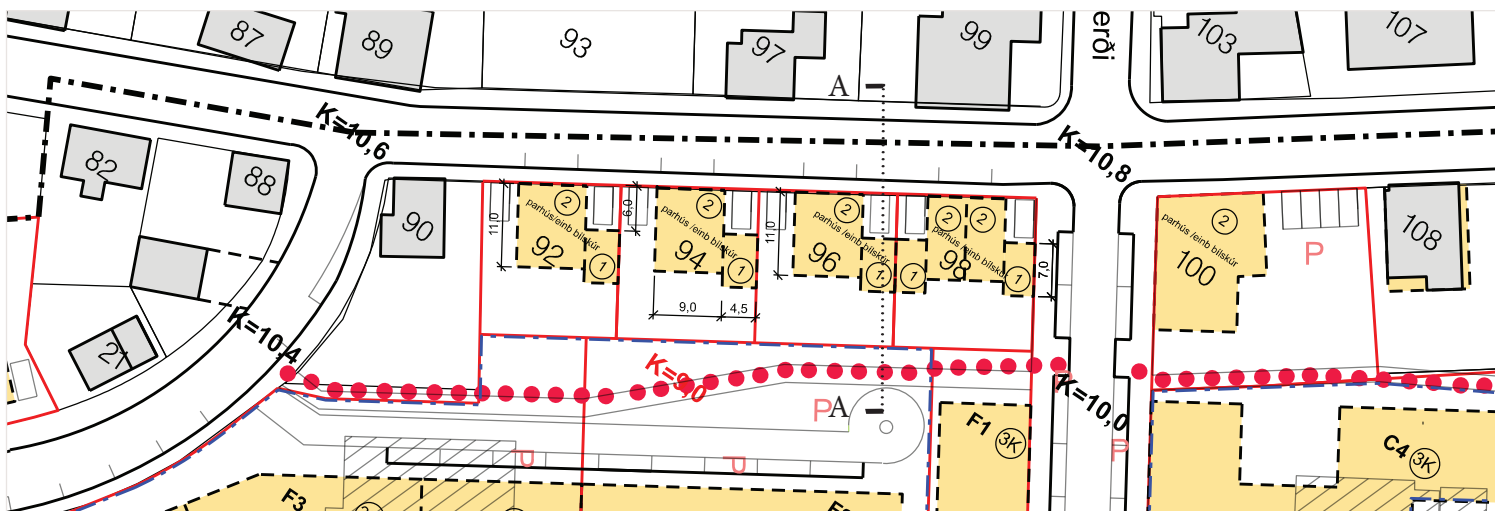 87
89
93
97
99
erði
103
107
A
K=10,6
K=10,8
82
88
90
11,0
2
parhús/einb bílskúr
92
1
6,0
2
parhús /einb bílskúr
94
1
11,0
2
parhús /einb bílskúr
96
1
1
2
2
parhús /einb bílskúr
98
1
7,0
2
parhús /einb bílskúr
100
P
108
9,0
4,5
K=10,4
21
K=9,0
K=10,0
P
A
F1
3K
P
P
P
C4
3K
F3